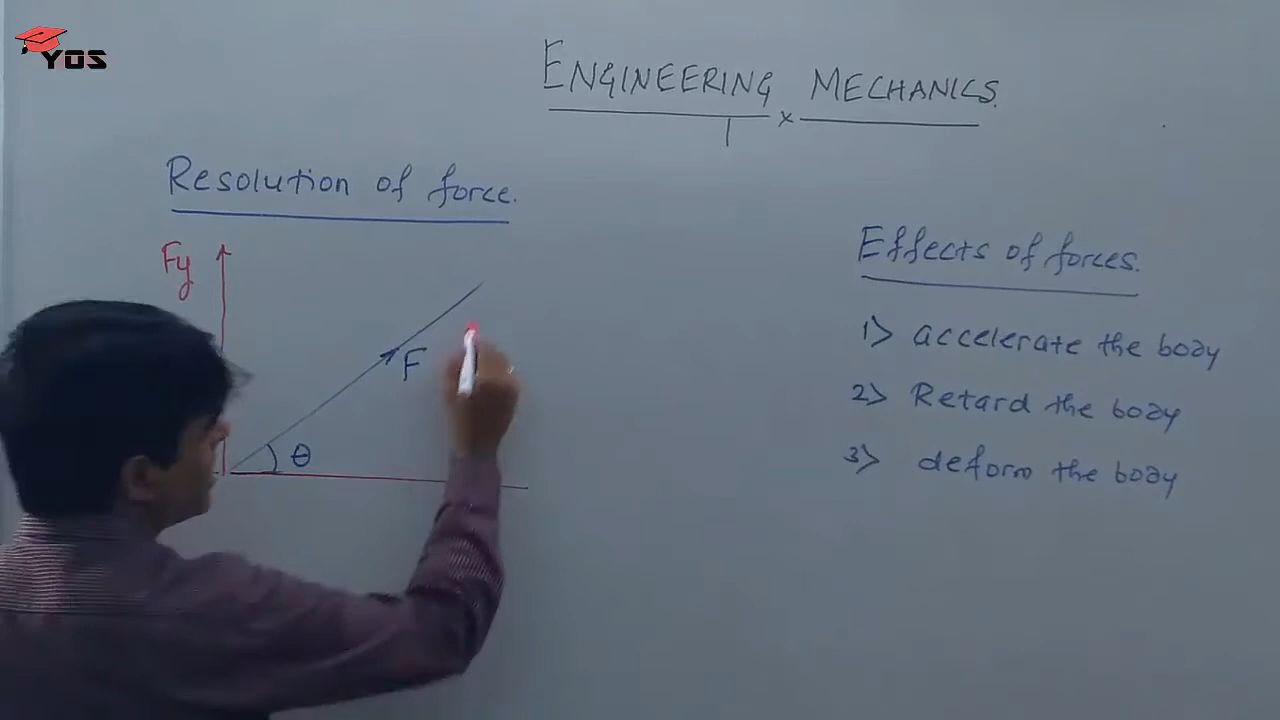 YOS
ENGINEERING MECHANICS.
x
Resolution of force.
Fy
F
θ
Effects of forces.
1> accelerate the body
2> Retard the body
3> deform the body